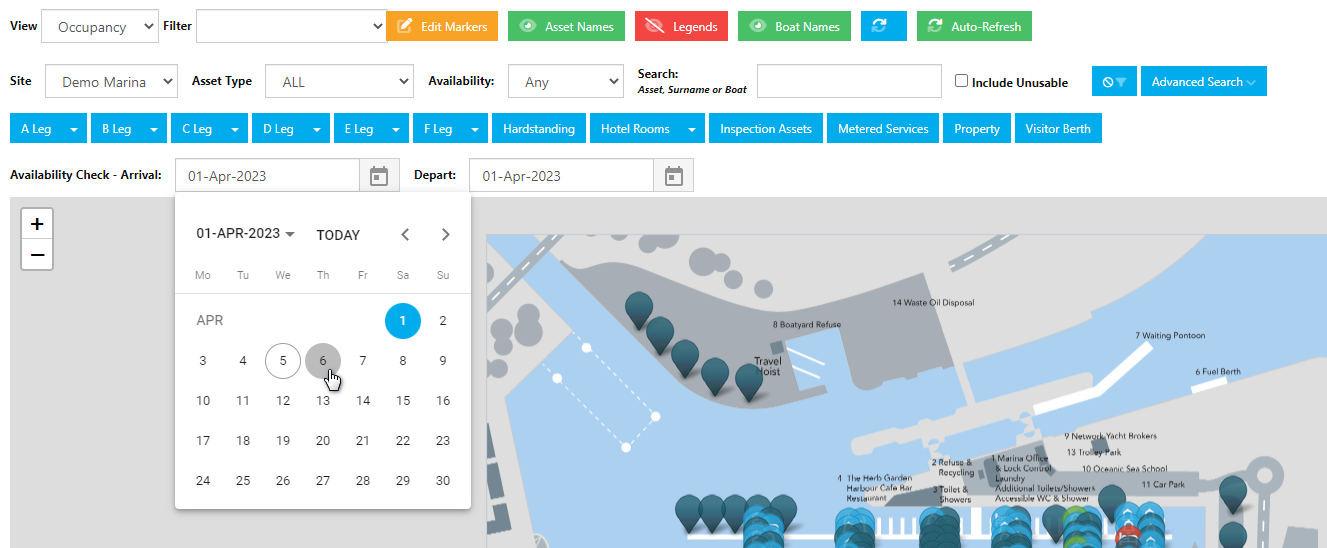 View Occupancy Filter Edit Markers Asset Names Legends Boat Names Auto-Refresh
Site Demo Marina Asset Type ALL Availability: Any Search: Asset, Surname or Boat Include Unusable Advanced Search
A Leg B Leg C Leg D Leg E Leg F Leg Hardstanding Hotel Rooms Inspection Assets Metered Services Property Visitor Berth
Availability Check - Arrival: 01-Apr-2023 Depart: 01-Apr-2023
+
−
01-APR-2023 TODAY
Mo Tu We Th Fr Sa Su
APR 1 2
3 4 5 6 7 8 9
10 11 12 13 14 15 16
17 18 19 20 21 22 23
24 25 26 27 28 29 30
14 Waste Oil Disposal
8 Boatyard Refuse
7 Waiting Pontoon
Travel
Hoist
6 Fuel Berth
9 Network Yacht Brokers
13 Trolley Park
10 Oceanic Sea School
11 Car Park
1 Marina Office
& Lock Control
Laundry
Additional Toilets/Showers
Accessible WC & Shower
2 Refuse &
Recycling
3 Toilet &
Showers
4 The Herb Garden
Harbour Cafe Bar
Restaurant